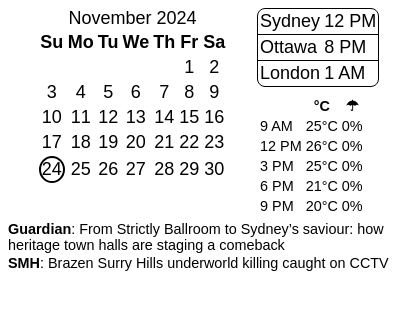 November 2024
Su Mo Tu We Th Fr Sa
1 2
3 4 5 6 7 8 9
10 11 12 13 14 15 16
17 18 19 20 21 22 23
24 25 26 27 28 29 30
Sydney 12 PM
Ottawa 8 PM
London 1 AM
°C ☂
9 AM 25°C 0%
12 PM 26°C 0%
3 PM 25°C 0%
6 PM 21°C 0%
9 PM 20°C 0%
Guardian: From Strictly Ballroom to Sydney's saviour: how
heritage town halls are staging a comeback
SMH: Brazen Surry Hills underworld killing caught on CCTV